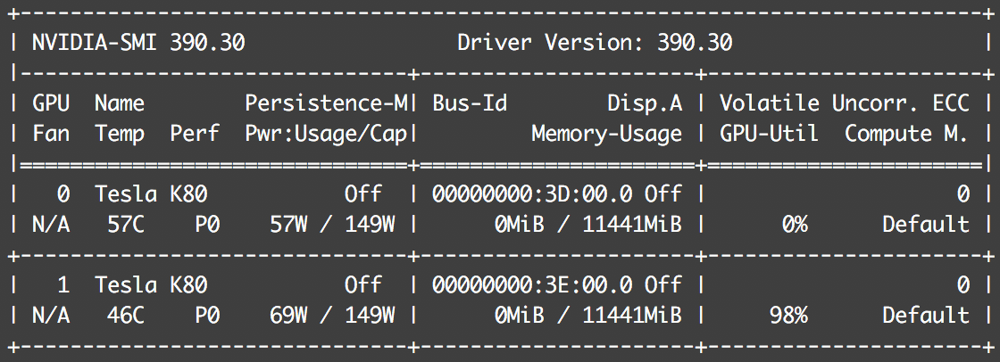 +-----------------------------------------------------------------------------+
| NVIDIA-SMI 390.30                 Driver Version: 390.30                    |
|-------------------------------+----------------------+----------------------+
| GPU  Name        Persistence-M| Bus-Id        Disp.A | Volatile Uncorr. ECC |
| Fan  Temp  Perf  Pwr:Usage/Cap|         Memory-Usage | GPU-Util  Compute M. |
|===============================+======================+======================|
|   0  Tesla K80           Off  | 00000000:3D:00.0 Off |                    0 |
| N/A   57C    P0    57W / 149W |      0MiB / 11441MiB |      0%      Default |
+-------------------------------+----------------------+----------------------+
|   1  Tesla K80           Off  | 00000000:3E:00.0 Off |                    0 |
| N/A   46C    P0    69W / 149W |      0MiB / 11441MiB |     98%      Default |
+-------------------------------+----------------------+----------------------+